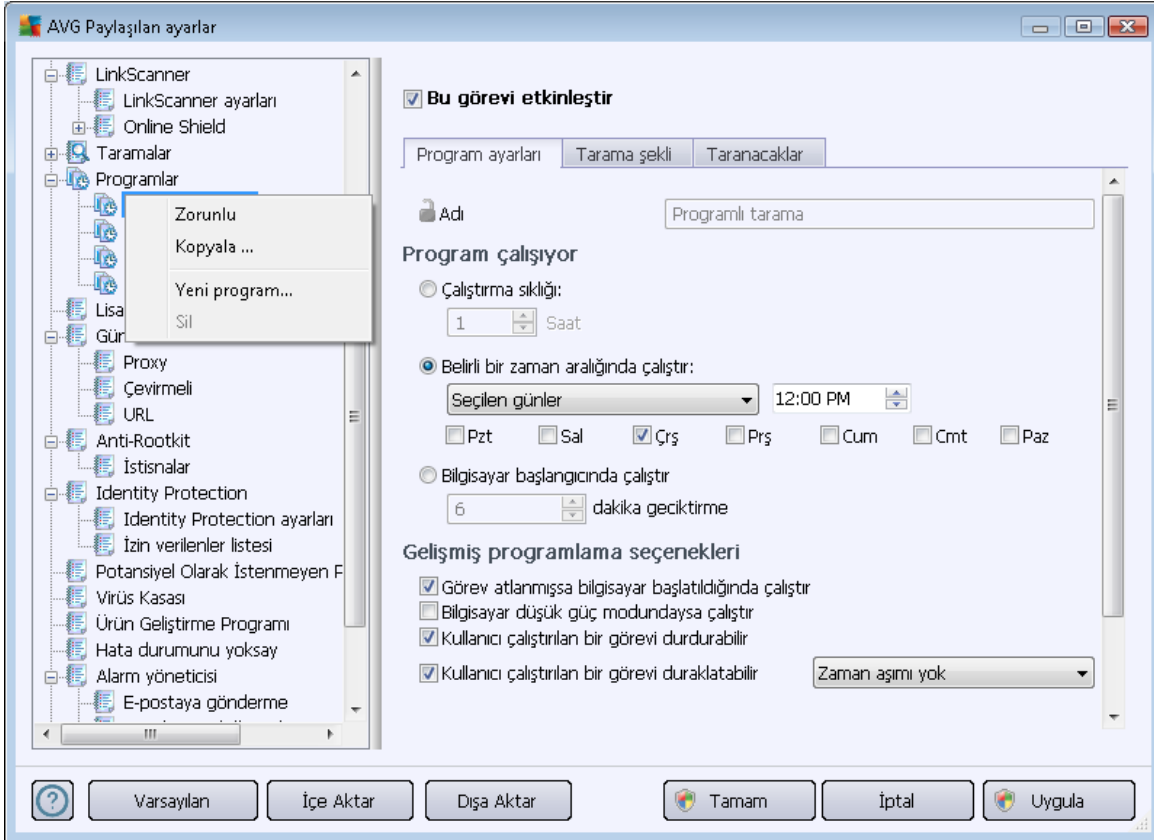 AVG Paylaşılan ayarlar
LinkScanner
LinkScanner ayarları
Online Shield
Taramalar
Programlar
Zorunlu
Kopyala ...
Yeni program...
Sil
Lisa
Gün
Proxy
Çevirmeli
URL
Anti-Rootkit
İstisnalar
Identity Protection
Identity Protection ayarları
İzin verilenler listesi
Potansiyel Olarak İstenmeyen P
Virüs Kasası
Ürün Geliştirme Programı
Hata durumunu yoksay
Alarm yöneticisi
E-postaya gönderme
Bu görevi etkinleştir
Program ayarları Tarama şekli Taranacaklar
Adı Programlı tarama
Program çalışıyor
Çalıştırma sıklığı:
1 Saat
Belirli bir zaman aralığında çalıştır:
Seçilen günler 12:00 PM
Pzt Sal Çrş Prş Cum Cmt Paz
Bilgisayar başlangıcında çalıştır
6 dakika geciktirme
Gelişmiş programlama seçenekleri
Görev atlanmışsa bilgisayar başlatıldığında çalıştır
Bilgisayar düşük güç modundaysa çalıştır
Kullanıcı çalıştırılan bir görevi durdurabilir
Kullanıcı çalıştırılan bir görevi duraklatabilir Zaman aşımı yok
Varsayılan İçe Aktar Dışa Aktar Tamam İptal Uygula